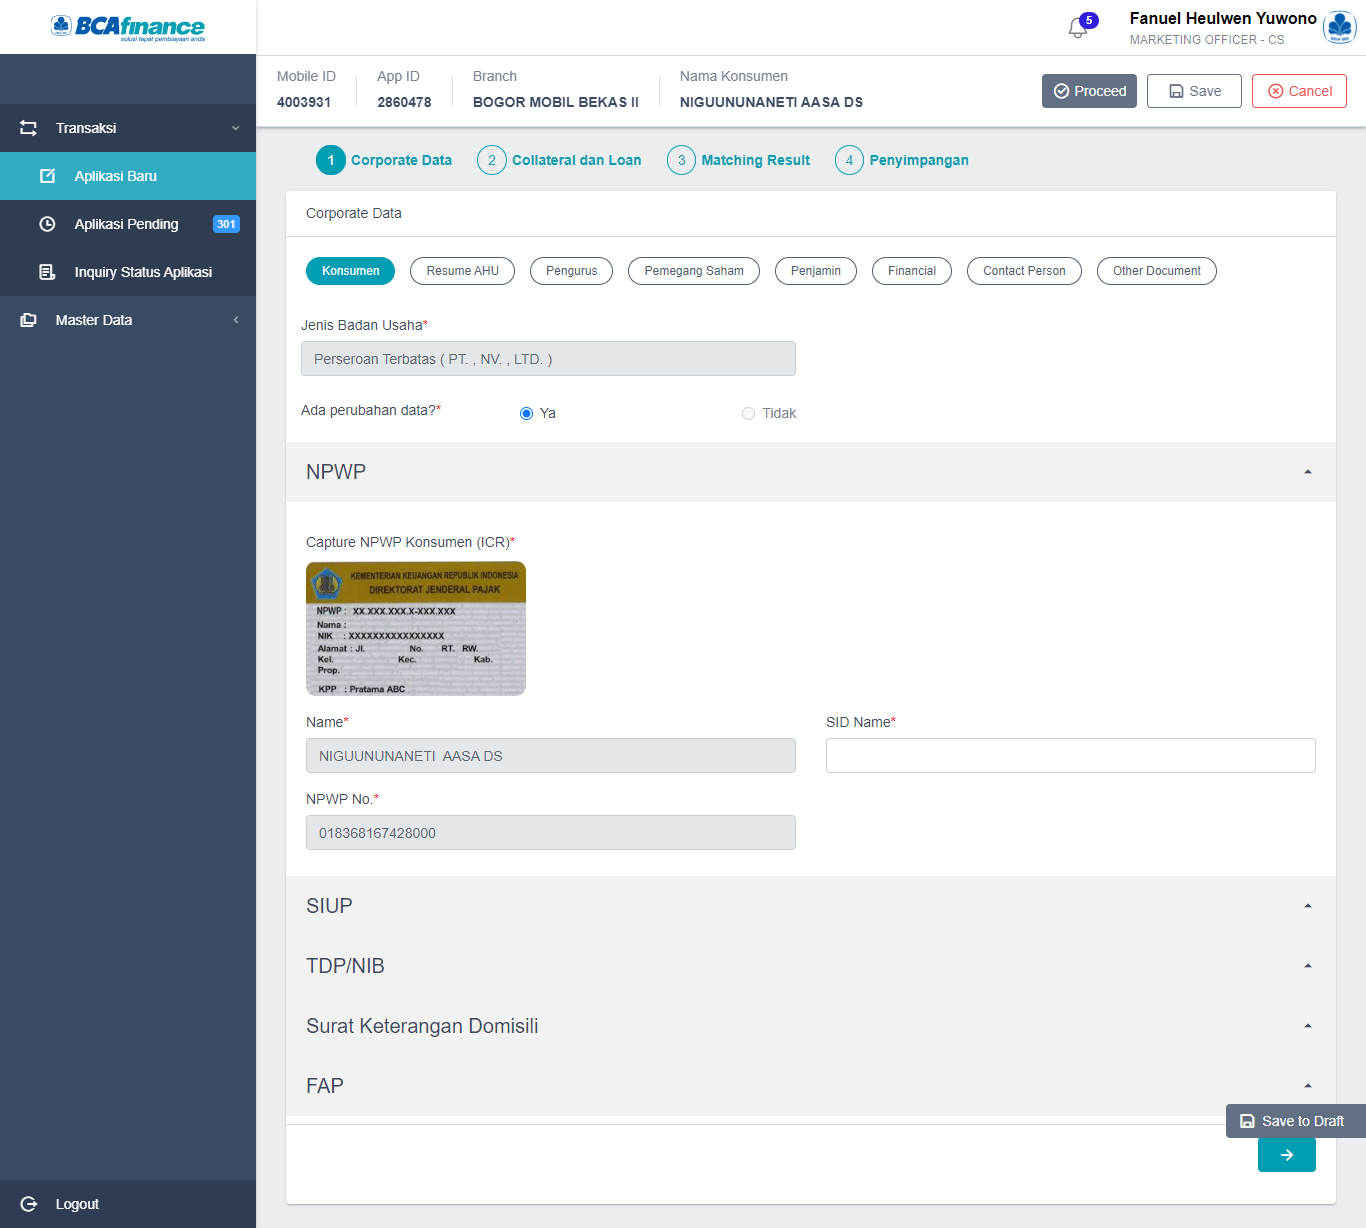 BCAfinance
solusi tepat pembiayaan anda
5
Fanuel Heulwen Yuwono
MARKETING OFFICER - CS
Mobile ID
4003931
App ID
2860478
Branch
BOGOR MOBIL BEKAS II
Nama Konsumen
NIGUUNUNANETI AASA DS
Proceed
Save
Cancel
Transaksi
Aplikasi Baru
Aplikasi Pending
301
Inquiry Status Aplikasi
Master Data
Logout
1 Corporate Data
2 Collateral dan Loan
3 Matching Result
4 Penyimpangan
Corporate Data
Konsumen
Resume AHU
Pengurus
Pemegang Saham
Penjamin
Financial
Contact Person
Other Document
Jenis Badan Usaha*
Perseroan Terbatas ( PT. , NV. , LTD. )
Ada perubahan data?*
Ya
Tidak
NPWP
Capture NPWP Konsumen (ICR)*
KEMENTERIAN KEUANGAN REPUBLIK INDONESIA
DIREKTORAT JENDERAL PAJAK
NPWP : XX.XXX.XXX.X-XXX.XXX
Nama :
NIK : XXXXXXXXXXXXXXXX
Alamat : Jl. No. RT. RW.
Kel. Kec. Kab.
Prop.
KPP : Pratama ABC
Name*
NIGUUNUNANETI  AASA DS
SID Name*
NPWP No.*
018368167428000
SIUP
TDP/NIB
Surat Keterangan Domisili
FAP
Save to Draft